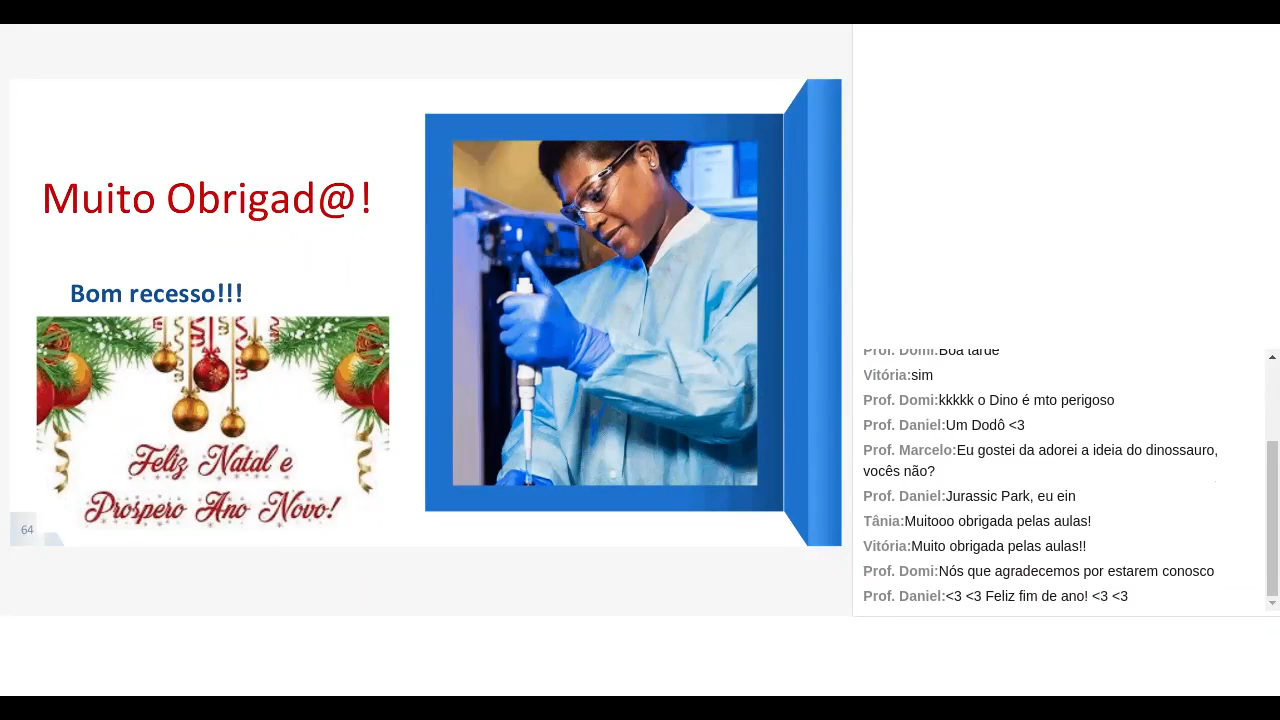 Muito Obrigad@!
Bom recesso!!!
Feliz Natal e
Prospero Ano Novo!
64
Prof. Domi:Boa tarde
Vitória:sim
Prof. Domi:kkkkk o Dino é mto perigoso
Prof. Daniel:Um Dodô <3
Prof. Marcelo:Eu gostei da adorei a ideia do dinossauro,
vocês não?
Prof. Daniel:Jurassic Park, eu ein
Tânia:Muitooo obrigada pelas aulas!
Vitória:Muito obrigada pelas aulas!!
Prof. Domi:Nós que agradecemos por estarem conosco
Prof. Daniel:<3 <3 Feliz fim de ano! <3 <3